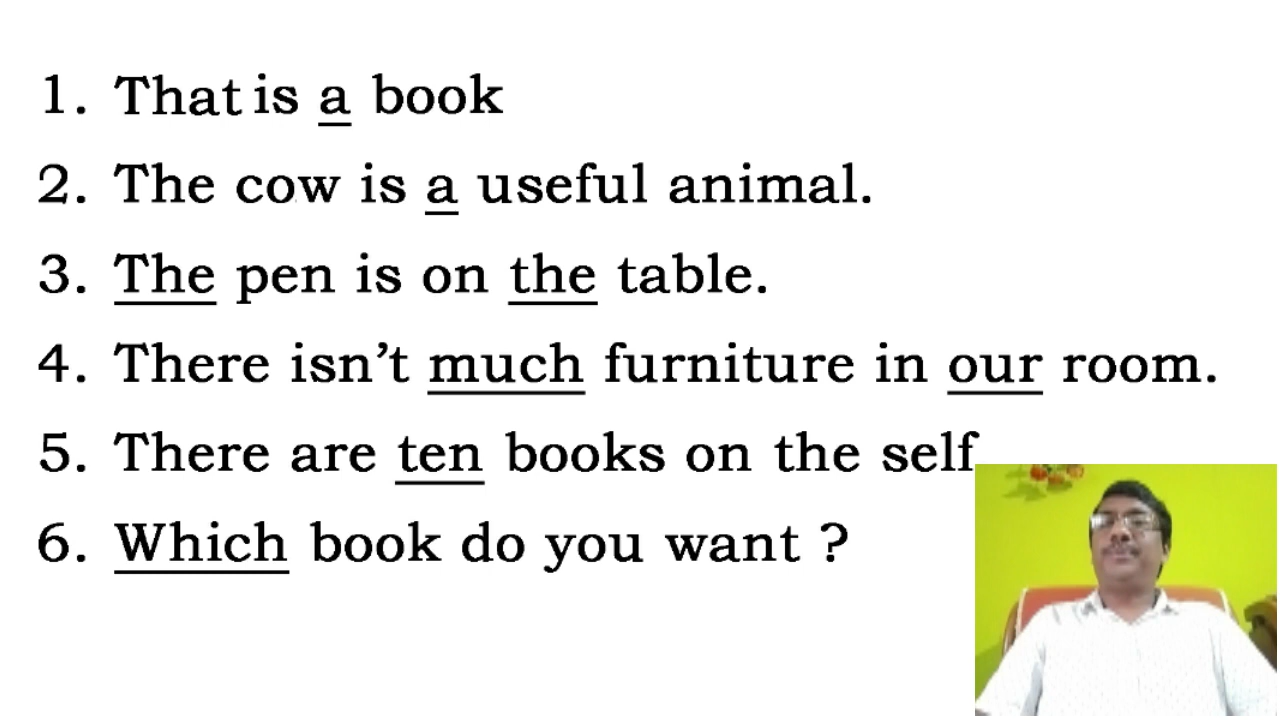 1. That is a book
2. The cow is a useful animal.
3. The pen is on the table.
4. There isn’t much furniture in our room.
5. There are ten books on the self
6. Which book do you want ?